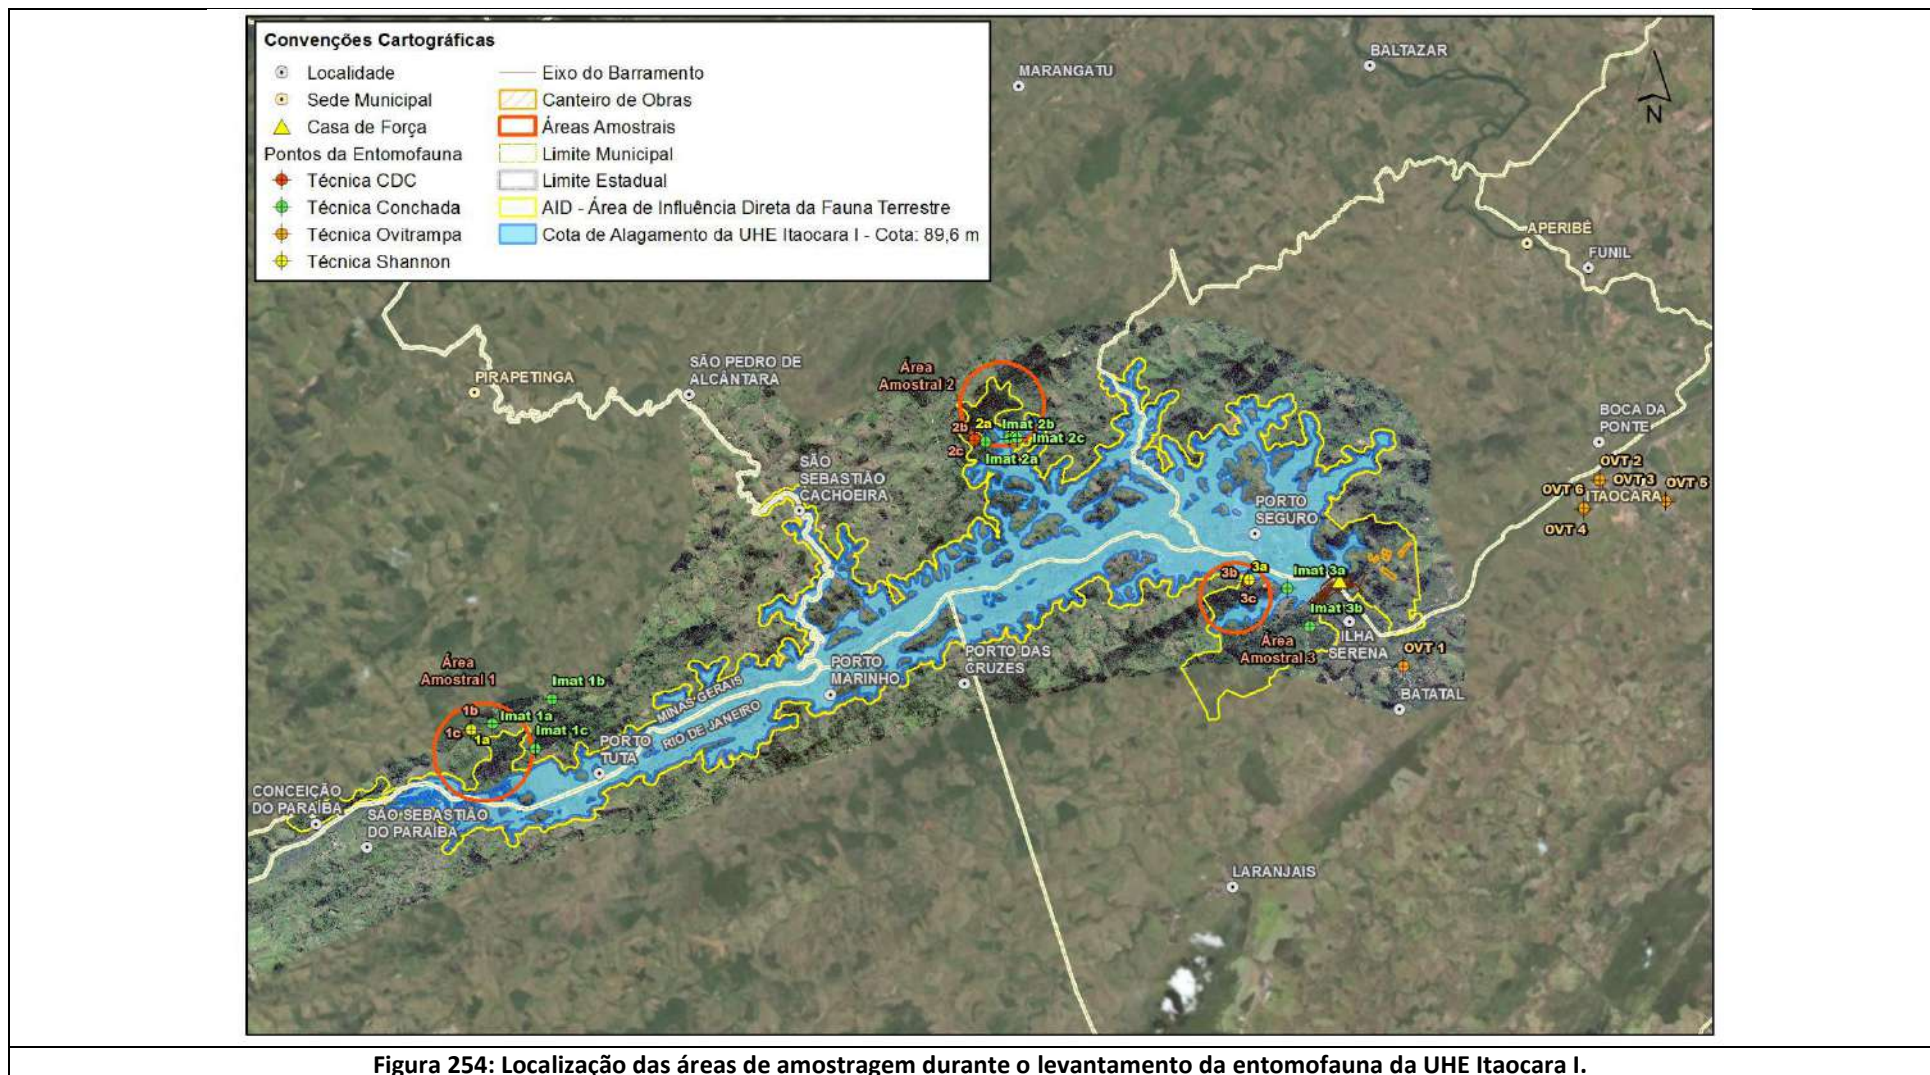 Convenções Cartográficas
Localidade
Sede Municipal
Casa de Força
Pontos da Entomofauna
Técnica CDC
Técnica Conchada
Técnica Ovitrampa
Técnica Shannon
Eixo do Barramento
Canteiro de Obras
Áreas Amostrais
Limite Municipal
Limite Estadual
AID - Área de Influência Direta da Fauna Terrestre
Cota de Alagamento da UHE Itaocara I - Cota: 89,6 m
MARANGATU
BALTAZAR
N
APERIBÉ
FUNIL
PIRAPETINGA
SÃO PEDRO DE
ALCÂNTARA
Área
Amostral 2
2b
2a
Imat 2b
Imat 2c
2c
Imat 2a
BOCA DA
PONTE
OVT 2
OVT 3
OVT 5
OVT 6
ITAOCARA
OVT 4
SÃO
SEBASTIÃO
CACHOEIRA
PORTO
SEGURO
3b
3a
Imat 3a
3c
Imat 3b
Área
Amostral 3
ILHA
SERENA
OVT 1
BATATAL
PORTO DAS
CRUZES
PORTO
MARINHO
MINAS GERAIS
RIO DE JANEIRO
Área
Amostral 1
Imat 1b
1b
Imat 1a
1c
1a
Imat 1c
PORTO
TUTA
CONCEIÇÃO
DO PARAÍBA
SÃO SEBASTIÃO
DO PARAÍBA
LARANJAIS
Figura 254: Localização das áreas de amostragem durante o levantamento da entomofauna da UHE Itaocara I.